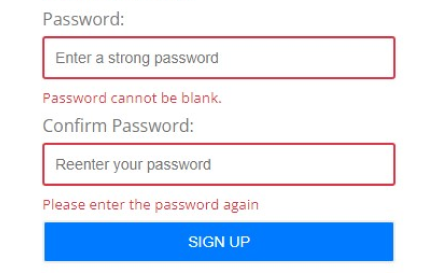 Password:
Enter a strong password
Password cannot be blank.
Confirm Password:
Reenter your password
Please enter the password again
SIGN UP